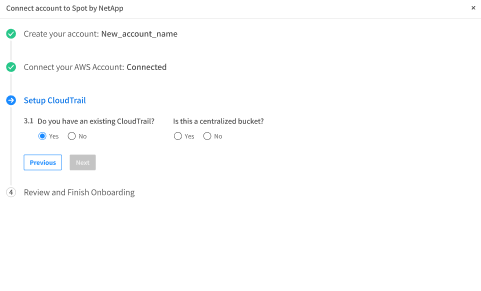 Connect account to Spot by NetApp ×
Create your account: New_account_name
Connect your AWS Account: Connected
Setup CloudTrail
3.1 Do you have an existing CloudTrail? Is this a centralized bucket?
Yes No Yes No
Previous Next
4 Review and Finish Onboarding